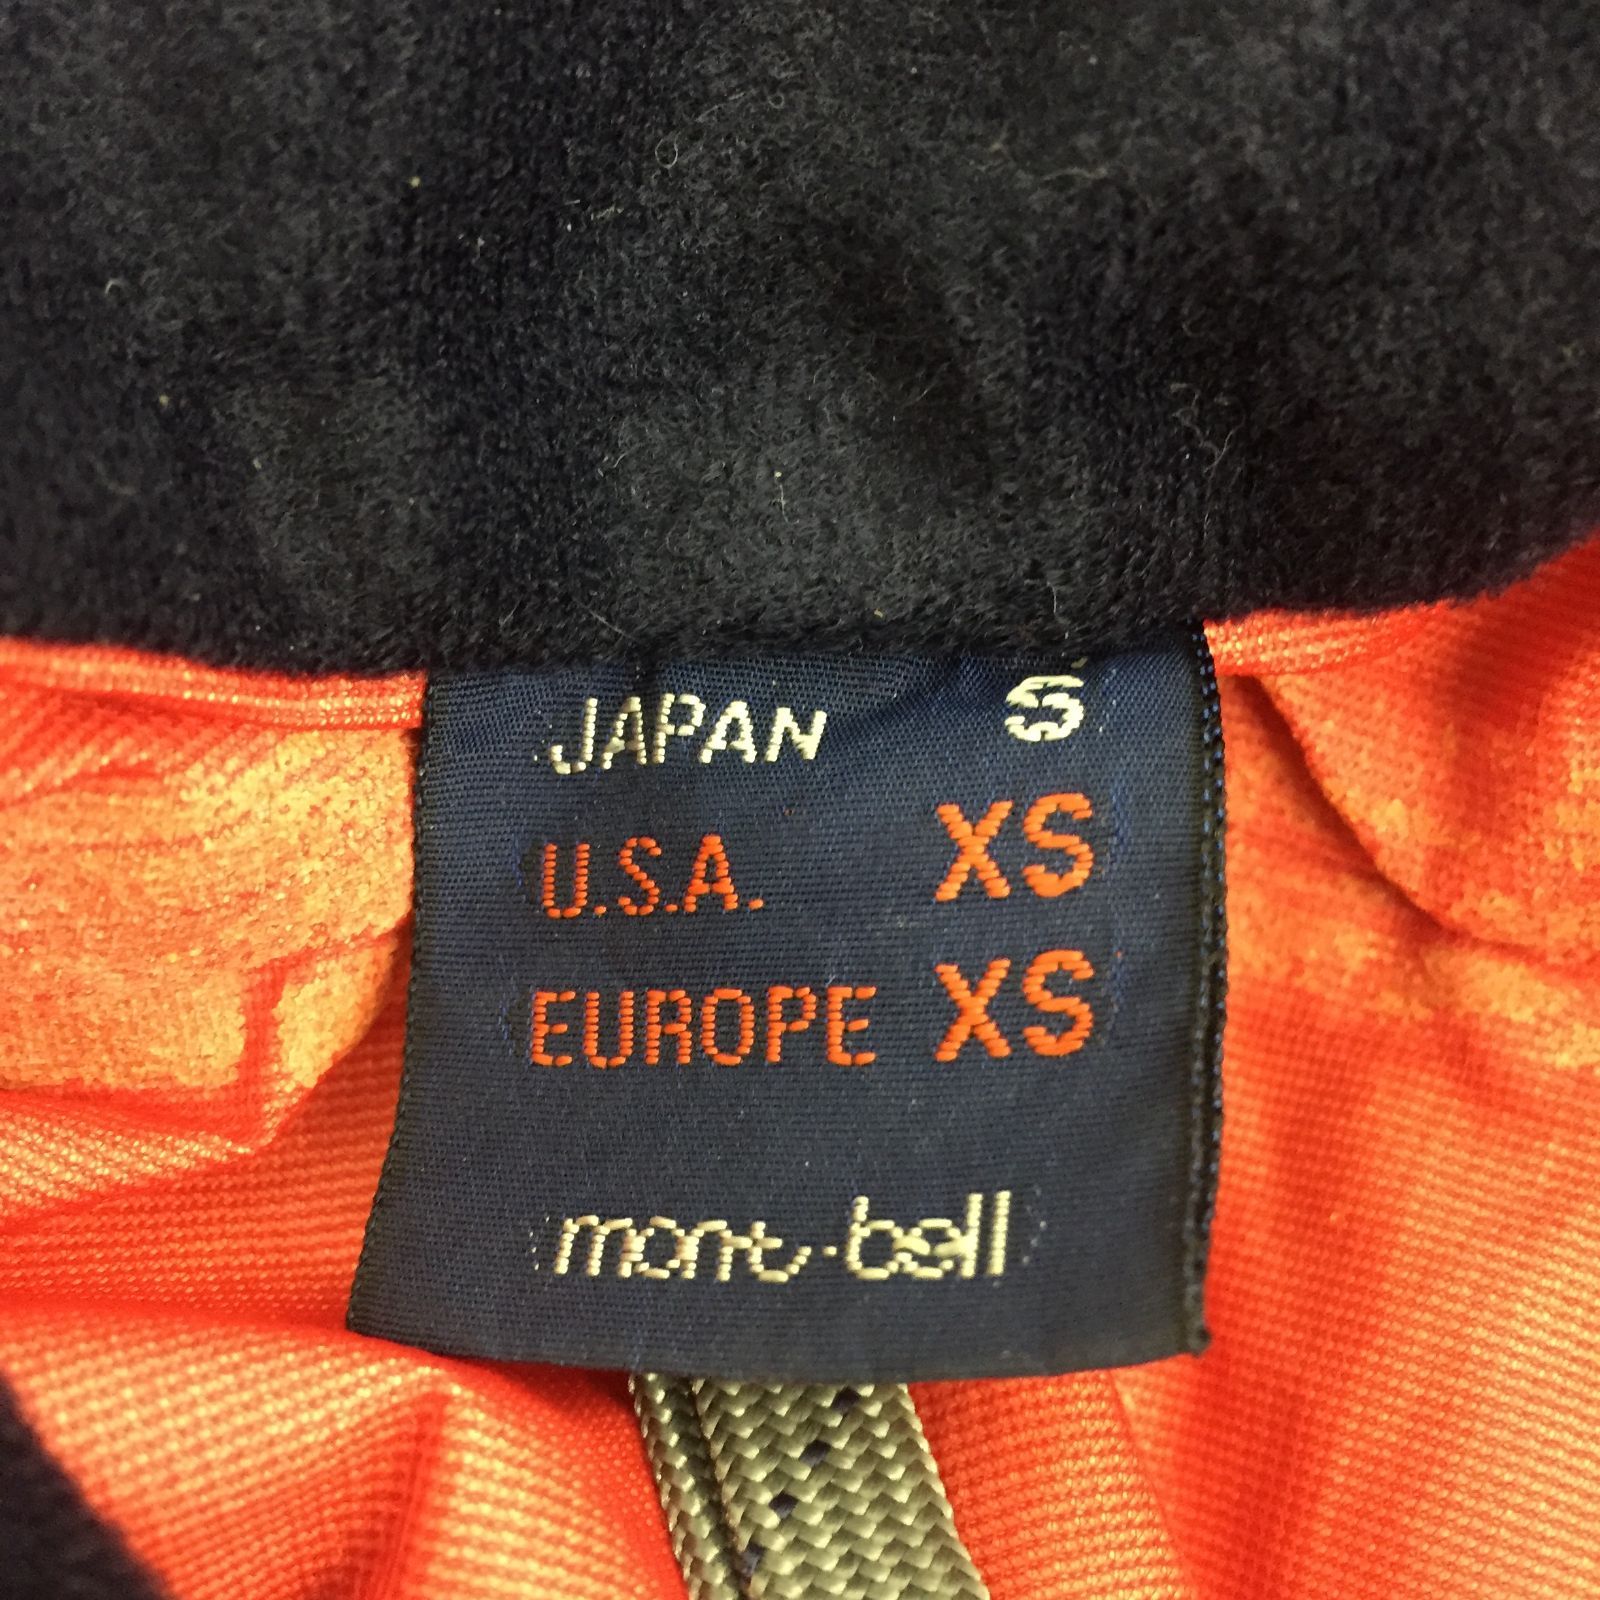 JAPAN S
U.S.A. XS
EUROPE XS
mont-bell